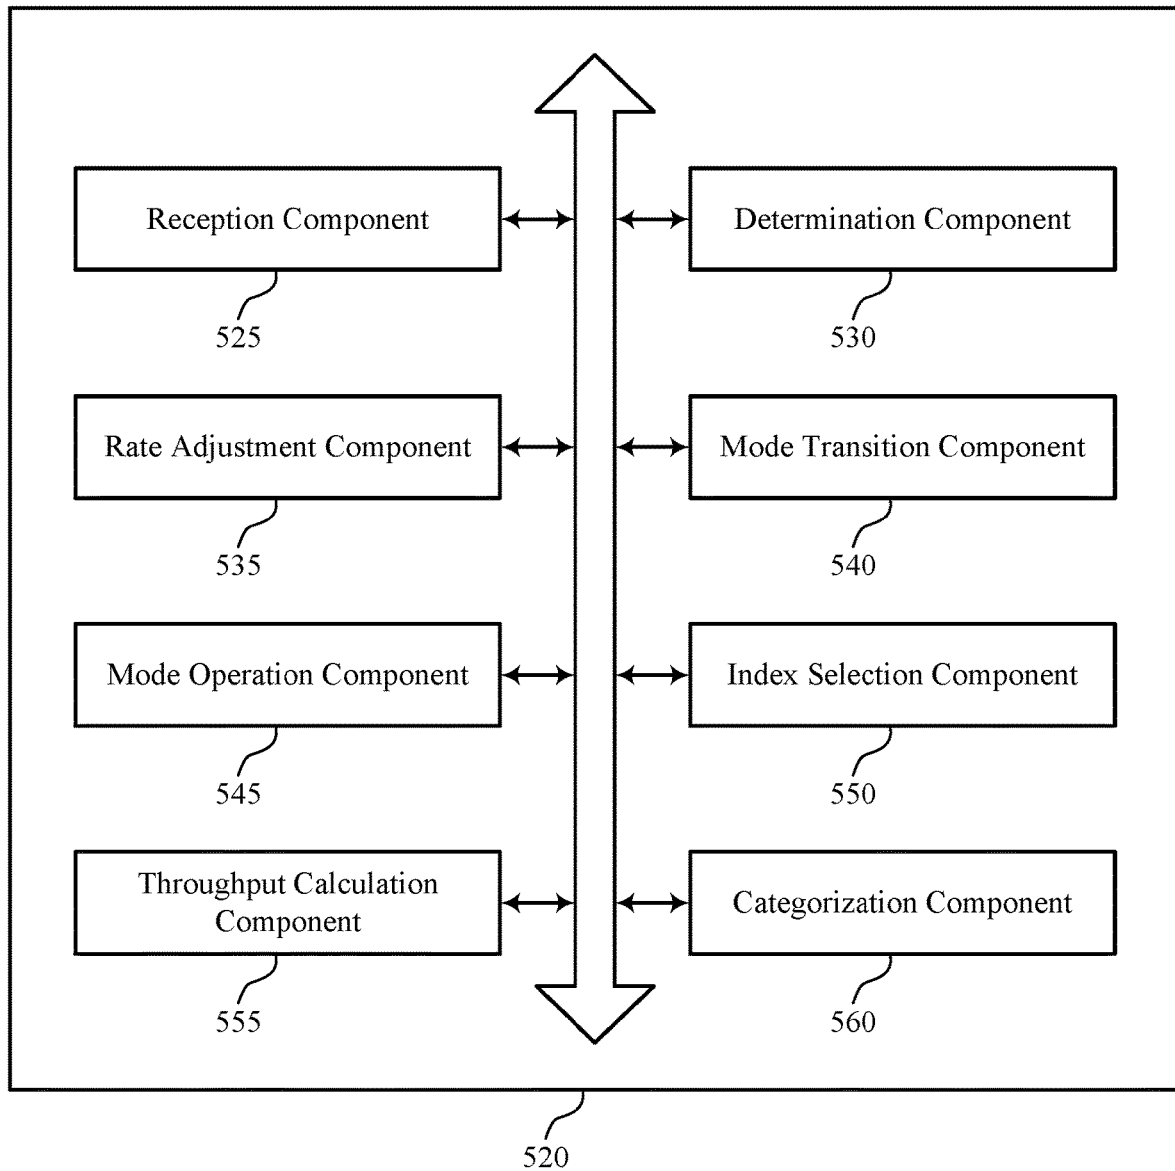 Reception Component
Determination Component
525
530
Rate Adjustment Component
Mode Transition Component
535
540
Mode Operation Component
Index Selection Component
545
550
Throughput Calculation
Component
Categorization Component
555
560
520